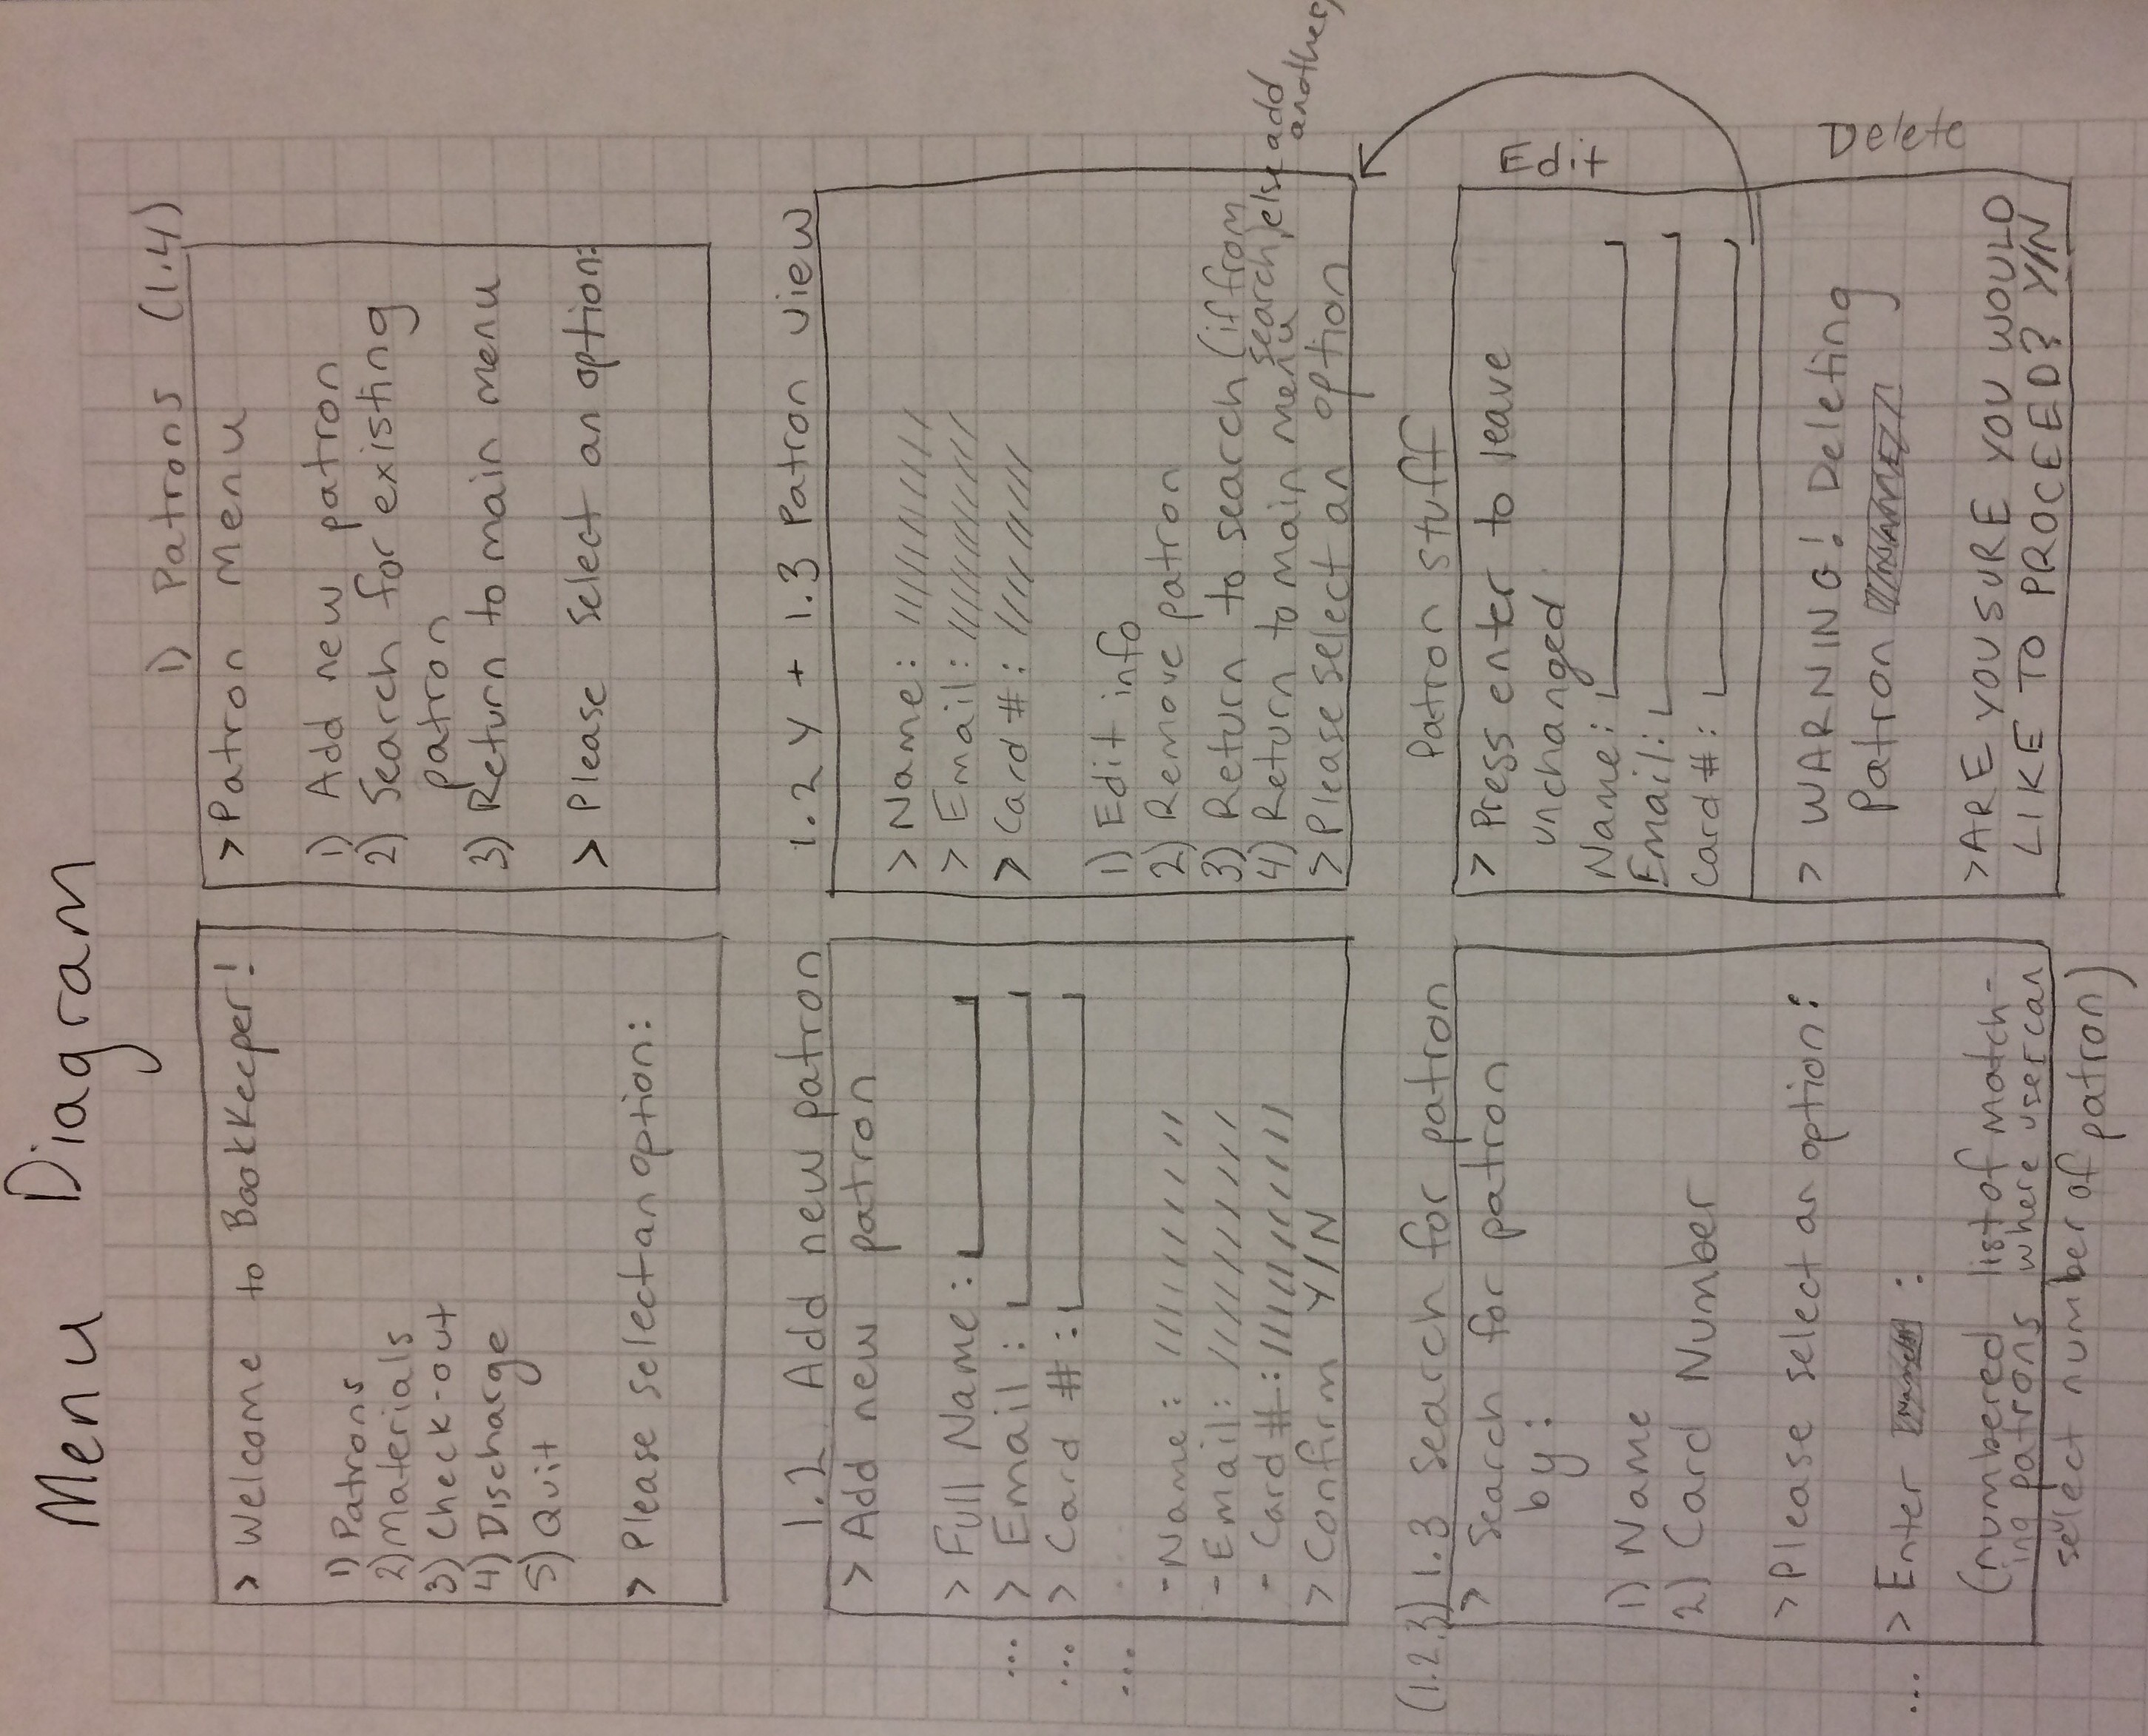 Menu Diagram
> Welcome to BookKeeper!
1) Patrons
2) Materials
3) Check-out
4) Discharge
5) Quit
> Please select an option:
1) Patrons (1.4)
> Patron Menu
1) Add new patron
2) Search for existing
patron
3) Return to main menu
> Please select an option:
1.2 Add new patron
> Add new patron
> Full Name:
... > Email:
... > Card #:
...
- Name: //////////
- Email: //////////
- Card #: ///////////
> Confirm Y/N
1.2 Y + 1.3 Patron View
> Name: //////////
> Email: ///////////
> Card #: /////////
1) Edit info
2) Remove patron
3) Return to search (if from
search, else add
another)
4) Return to main menu
> Please select an option
(1.2.3) 1.3 Search for patron
> Search for patron
by:
1) Name
2) Card Number
> Please select an option:
... > Enter :
(numbered list of match-
ing patrons where user can
select number of patron)
Patron stuff
> Press enter to leave
unchanged
Name:
Email:
Card #:
Edit
> WARNING! Deleting
Patron NAME
> ARE YOU SURE YOU WOULD
LIKE TO PROCEED? Y/N
Delete